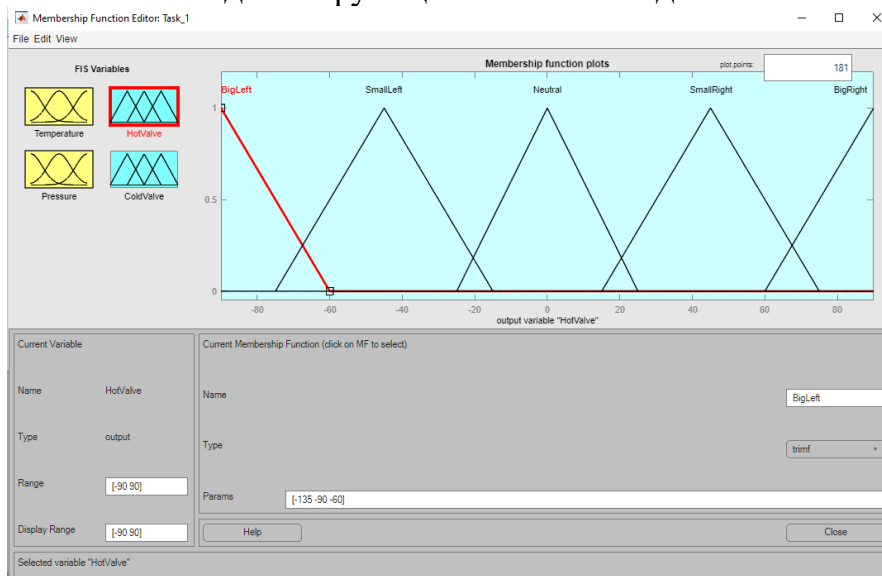 Membership Function Editor: Task_1
File Edit View
FIS Variables
Temperature
HotValve
Pressure
ColdValve
Membership function plots
plot points:
181
BigLeft
SmallLeft
Neutral
SmallRight
BigRight
1
0.5
0
-80
-60
-40
-20
0
20
40
60
80
output variable "HotValve"
Current Variable
Name
HotValve
Type
output
Range
[-90 90]
Display Range
[-90 90]
Current Membership Function (click on MF to select)
Name
BigLeft
Type
trimf
Params
[-135 -90 -60]
Help
Close
Selected variable "HotValve"